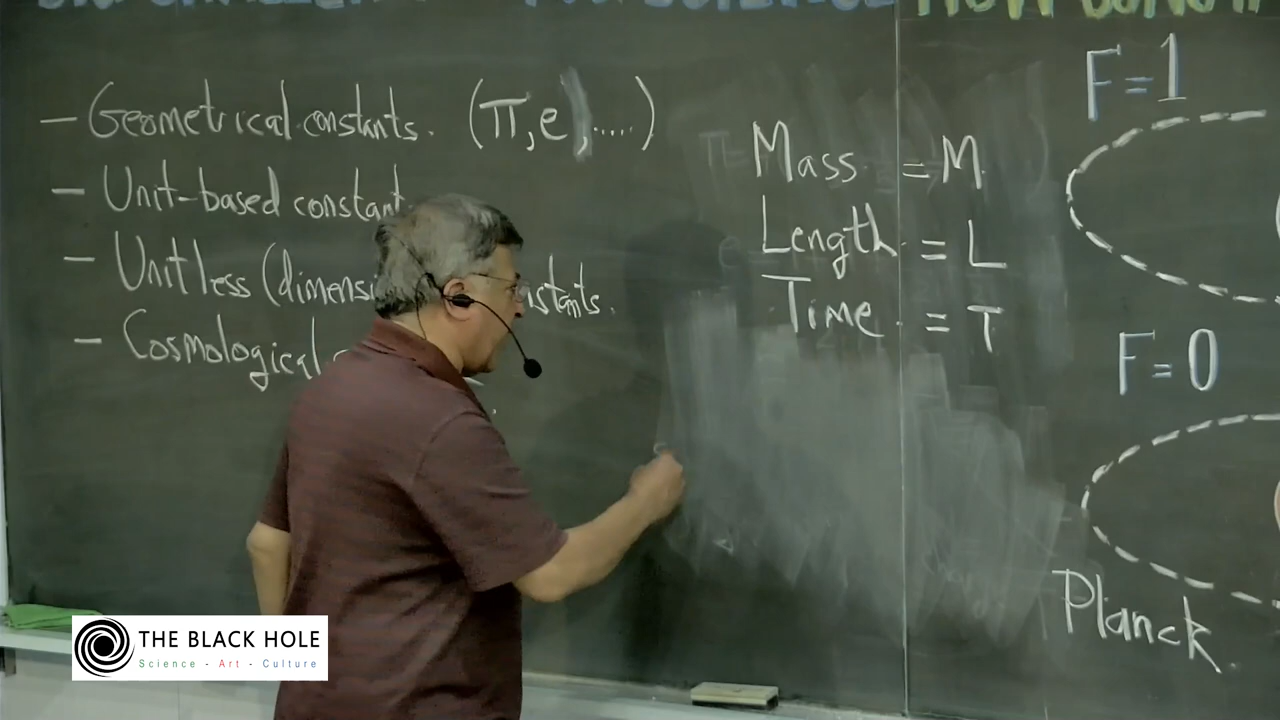 - Geometrical constants. (π, e, .....)
- Unit-based constant
- Unitless (dimensi nstants.
- Cosmological
Mass = M
Length = L
Time = T
F = 1
F = 0
Planck
THE BLACK HOLE
Science - Art - Culture